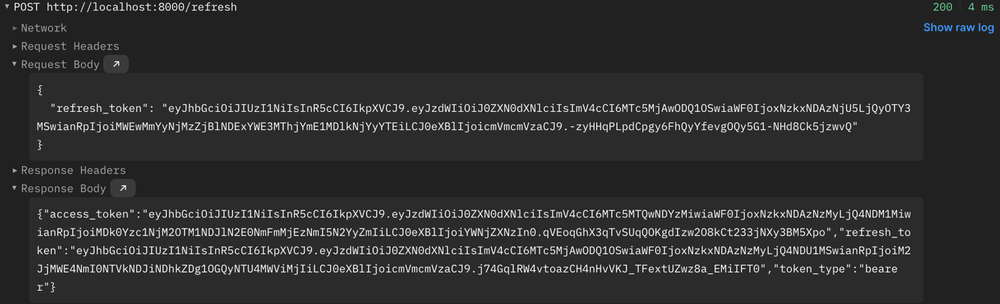 POST http://localhost:8000/refresh
200 4 ms
Network
Show raw log
Request Headers
Request Body
{
"refresh_token": "eyJhbGciOiJIUzI1NiIsInR5cCI6IkpXVCJ9.eyJzdWIiOiJ0ZXN0dXNlciIsImV4cCI6MTc5MjAwODQ1OSwiaWF0IjoxNzkxNDAzNjU5LjQyOTY3
MSwianRpIjoiMWEwMmYyNjMzZjBlNDExYWE3MThjYmE1MDlkNjYyYTEiLCJ0eXBlIjoicmVmcmVzaCJ9.-zyHHqPLpdCpgy6FhQyYfevgOQy5G1-NHd8Ck5jzwvQ"
}
Response Headers
Response Body
{"access_token":"eyJhbGciOiJIUzI1NiIsInR5cCI6IkpXVCJ9.eyJzdWIiOiJ0ZXN0dXNlciIsImV4cCI6MTc5MTQwNDYzMiwiaWF0IjoxNzkxNDAzNzMyLjQ4NDM1Miw
ianRpIjoiMDk0Yzc1NjM2OTM1NDJlN2E0NmFmMjEzNmI5N2YyZmIiLCJ0eXBlIjoiYWNjZXNzIn0.qVEoqGhX3qTvSUqQOKgdIzw2O8kCt233jNXy3BM5Xpo","refresh_to
ken":"eyJhbGciOiJIUzI1NiIsInR5cCI6IkpXVCJ9.eyJzdWIiOiJ0ZXN0dXNlciIsImV4cCI6MTc5MjAwODQ1OSwiaWF0IjoxNzkxNDAzNzMyLjQ4NDU1MSwianRpIjoiM2
JjMWE4NmI0NTVkNDJiNDhkZDg1OGQyNTU4MWViMjIiLCJ0eXBlIjoicmVmcmVzaCJ9.j74GqlRW4vtoazCH4nHvVKJ_TFextUZwz8a_EMiIFT0","token_type":"beare
r"}